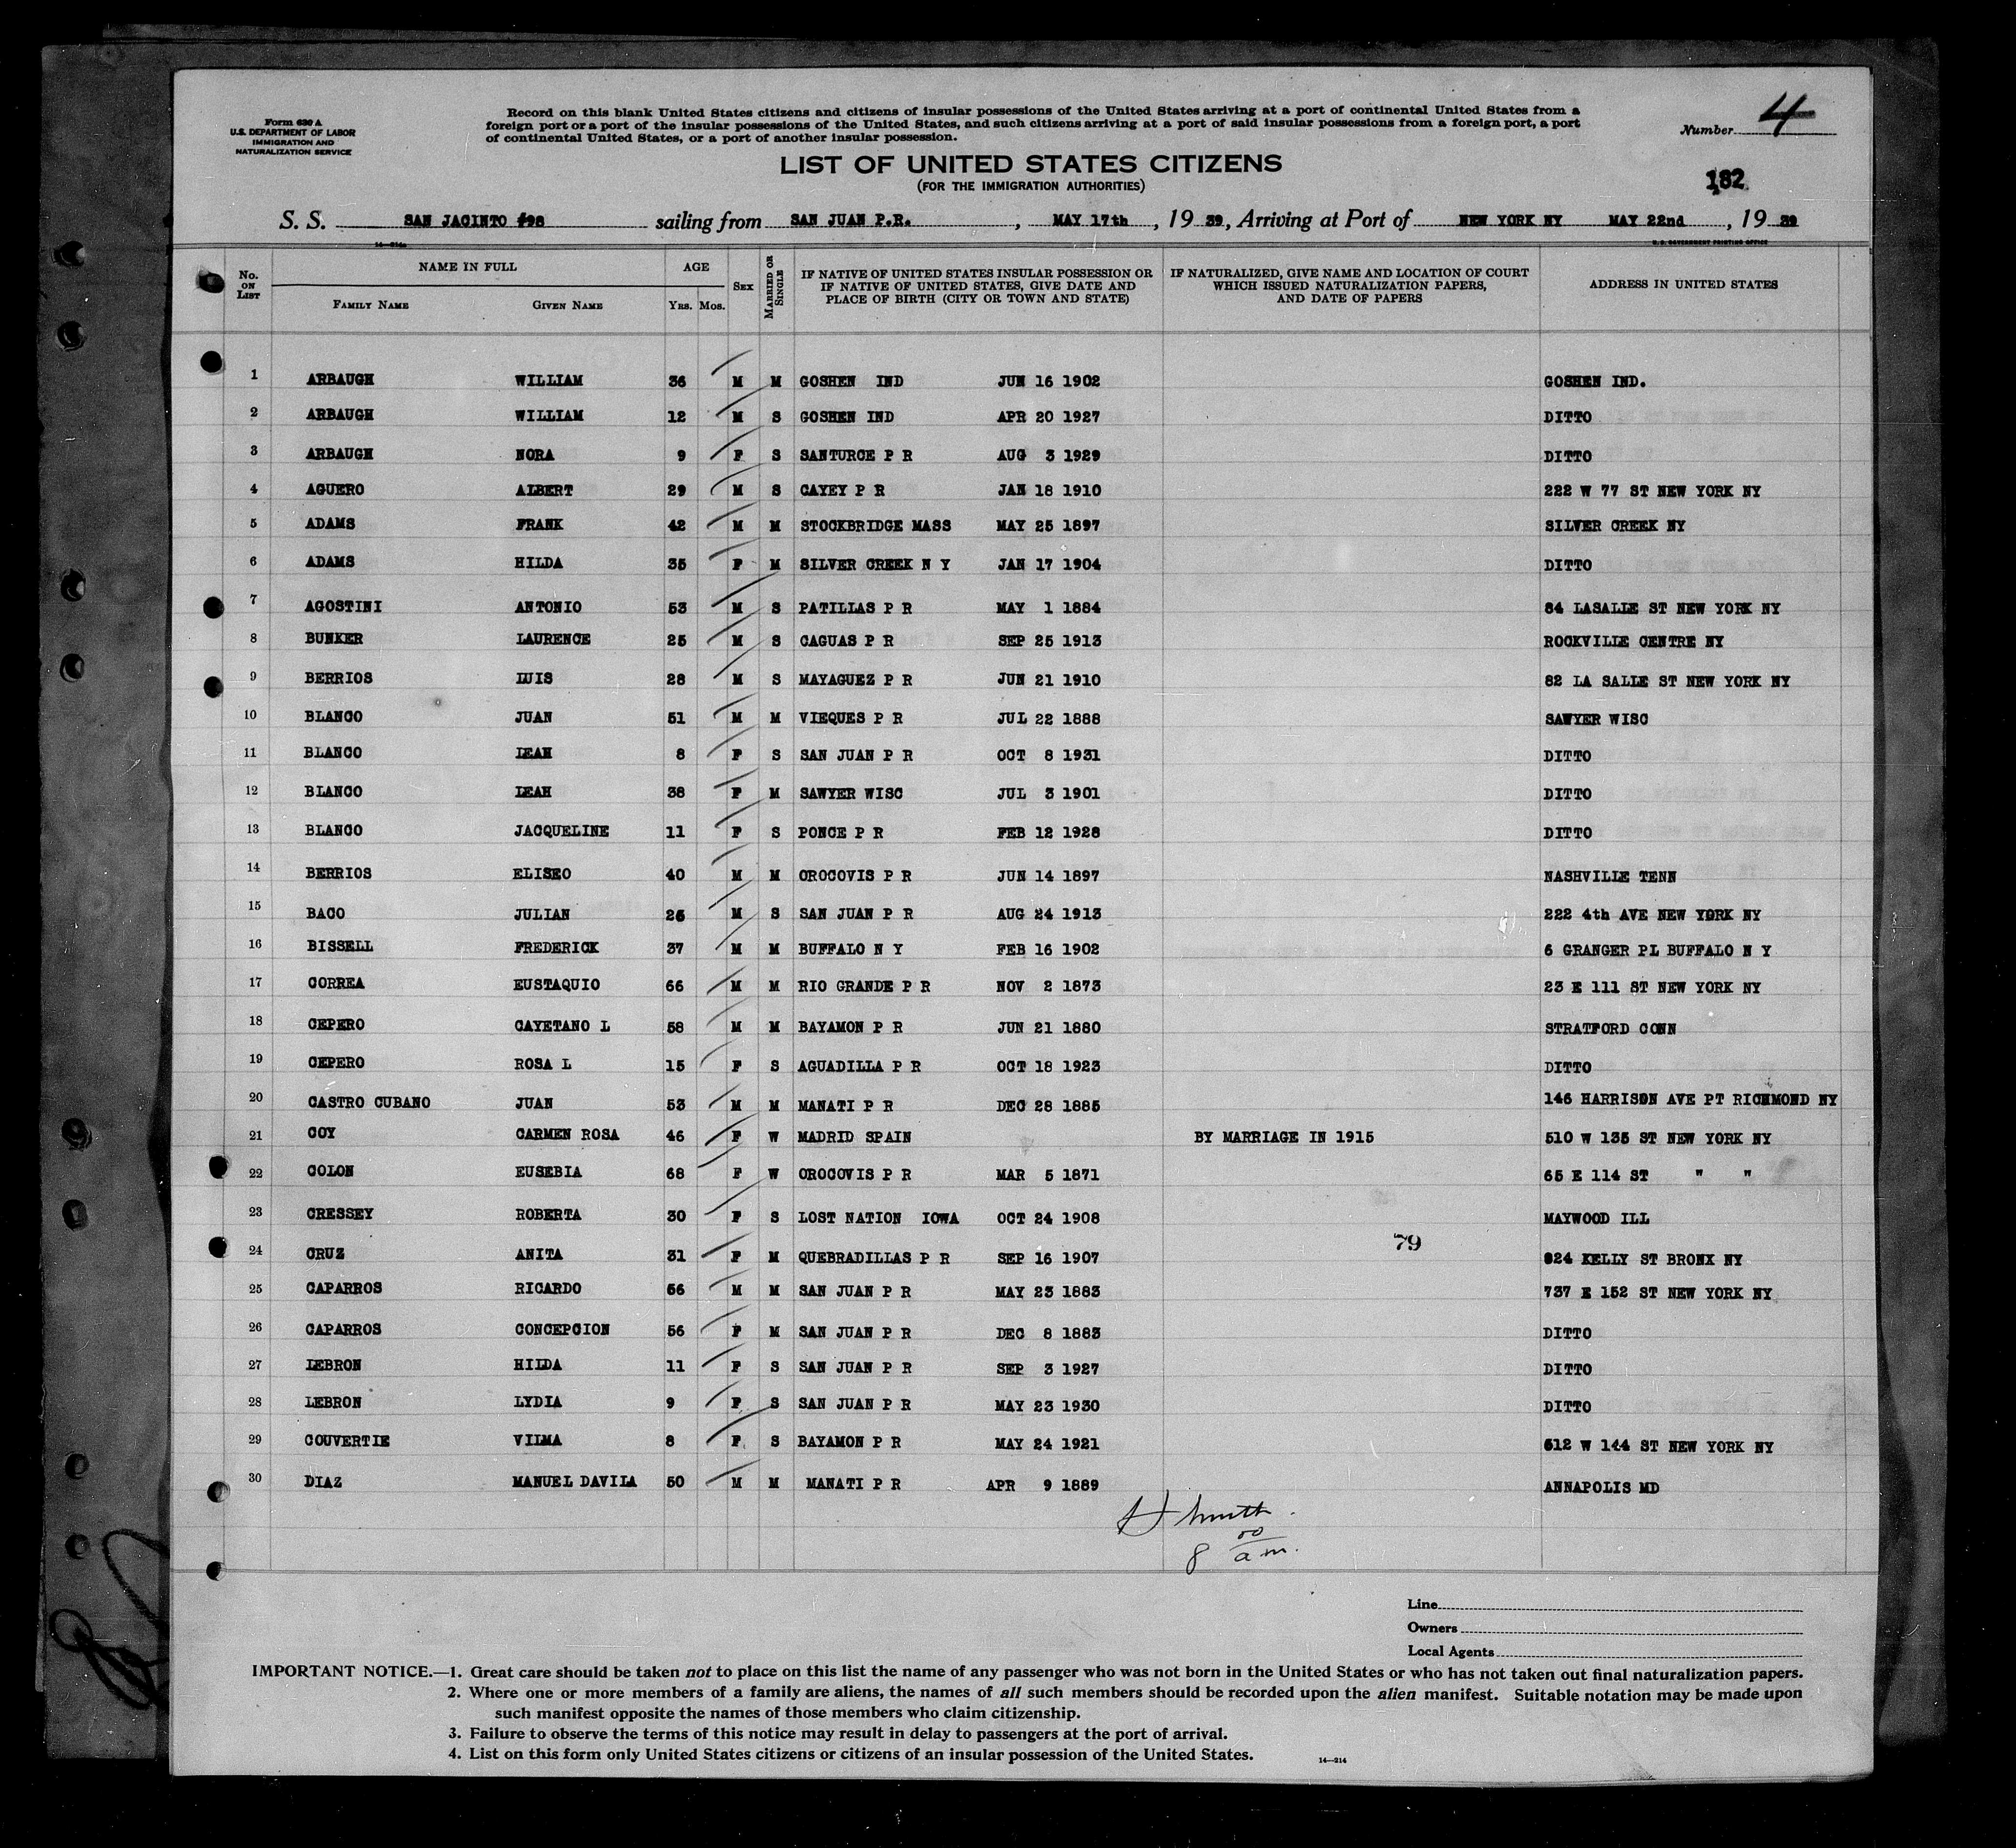 Form 630 A
U.S. DEPARTMENT OF LABOR
IMMIGRATION AND
NATURALIZATION SERVICE
Record on this blank United States citizens and citizens of insular possessions of the United States arriving at a port of continental United States from a
foreign port or a port of the insular possessions of the United States, and such citizens arriving at a port of said insular possessions from a foreign port, a port
of continental United States, or a port of another insular possession.
Number 4
LIST OF UNITED STATES CITIZENS
(FOR THE IMMIGRATION AUTHORITIES)
182
S. S. SAN JACINTO #98 sailing from SAN JUAN P.R. , MAY 17th , 19 39, Arriving at Port of NEW YORK NY MAY 22nd , 19 39
14—214a
U.S. GOVERNMENT PRINTING OFFICE
No. ON LIST NAME IN FULL FAMILY NAME GIVEN NAME AGE YRS. MOS. SEX MARRIED OR SINGLE IF NATIVE OF UNITED STATES INSULAR POSSESSION OR IF NATIVE OF UNITED STATES, GIVE DATE AND PLACE OF BIRTH (CITY OR TOWN AND STATE) IF NATURALIZED, GIVE NAME AND LOCATION OF COURT WHICH ISSUED NATURALIZATION PAPERS, AND DATE OF PAPERS ADDRESS IN UNITED STATES
1 ARBAUGH WILLIAM 36 M M GOSHEN IND JUN 16 1902 GOSHEN IND.
2 ARBAUGH WILLIAM 12 M S GOSHEN IND APR 20 1927 DITTO
3 ARBAUGH NORA 9 F S SANTURCE P R AUG 3 1929 DITTO
4 AGUERO ALBERT 29 M S CAYEY P R JAN 18 1910 222 W 77 ST NEW YORK NY
5 ADAMS FRANK 42 M M STOCKBRIDGE MASS MAY 25 1897 SILVER CREEK NY
6 ADAMS HILDA 35 F M SILVER CREEK N Y JAN 17 1904 DITTO
7 AGOSTINI ANTONIO 53 M S PATILLAS P R MAY 1 1884 84 LASALLE ST NEW YORK NY
8 BUNKER LAURENCE 25 M S CAGUAS P R SEP 25 1913 ROCKVILLE CENTRE NY
9 BERRIOS LUIS 28 M S MAYAGUEZ P R JUN 21 1910 82 LA SALLE ST NEW YORK NY
10 BLANCO JUAN 51 M M VIEQUES P R JUL 22 1888 SAWYER WISC
11 BLANCO LEAH 8 F S SAN JUAN P R OCT 8 1931 DITTO
12 BLANCO LEAH 38 F M SAWYER WISC JUL 3 1901 DITTO
13 BLANCO JACQUELINE 11 F S PONCE P R FEB 12 1928 DITTO
14 BERRIOS ELISEO 40 M M OROCOVIS P R JUN 14 1897 NASHVILLE TENN
15 BACO JULIAN 25 M S SAN JUAN P R AUG 24 1913 222 4th AVE NEW YORK NY
16 BISSELL FREDERICK 37 M M BUFFALO N Y FEB 16 1902 6 GRANGER PL BUFFALO N Y
17 CORREA EUSTAQUIO 66 M M RIO GRANDE P R NOV 2 1873 23 E 111 ST NEW YORK NY
18 CEPERO CAYETANO L 58 M M BAYAMON P R JUN 21 1880 STRATFORD CONN
19 CEPERO ROSA L 15 F S AGUADILLA P R OCT 18 1923 DITTO
20 CASTRO CUBANO JUAN 53 M M MANATI P R DEC 28 1885 146 HARRISON AVE PT RICHMOND NY
21 COY CARMEN ROSA 46 F W MADRID SPAIN BY MARRIAGE IN 1915 510 W 135 ST NEW YORK NY
22 COLON EUSEBIA 68 F W OROCOVIS P R MAR 5 1871 65 E 114 ST " "
23 CRESSEY ROBERTA 30 F S LOST NATION IOWA OCT 24 1908 MAYWOOD ILL
79
24 CRUZ ANITA 31 F M QUEBRADILLAS P R SEP 16 1907 924 KELLY ST BRONX NY
25 CAPARROS RICARDO 56 M M SAN JUAN P R MAY 23 1883 737 E 152 ST NEW YORK NY
26 CAPARROS CONCEPCION 56 F M SAN JUAN P R DEC 8 1883 DITTO
27 LEBRON HILDA 11 F S SAN JUAN P R SEP 3 1927 DITTO
28 LEBRON LYDIA 9 F S SAN JUAN P R MAY 23 1930 DITTO
29 COUVERTIE VILMA 8 F S BAYAMON P R MAY 24 1921 612 W 144 ST NEW YORK NY
30 DIAZ MANUEL DAVILA 50 M M MANATI P R APR 9 1889 ANNAPOLIS MD
H Smith
8 00 a m.
Line
Owners
Local Agents
IMPORTANT NOTICE.—1. Great care should be taken not to place on this list the name of any passenger who was not born in the United States or who has not taken out final naturalization papers.
2. Where one or more members of a family are aliens, the names of all such members should be recorded upon the alien manifest. Suitable notation may be made upon
such manifest opposite the names of those members who claim citizenship.
3. Failure to observe the terms of this notice may result in delay to passengers at the port of arrival.
4. List on this form only United States citizens or citizens of an insular possession of the United States.
14—214